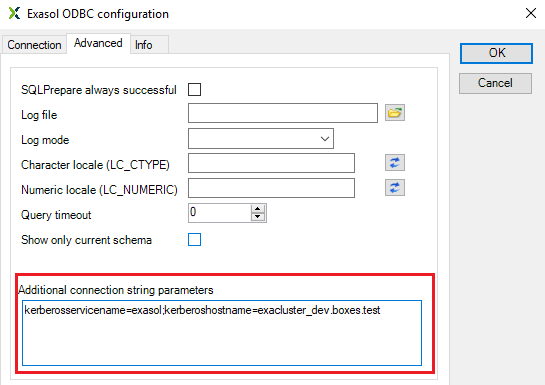 Exasol ODBC configuration
Connection Advanced Info
OK
Cancel
SQLPrepare always successful
Log file
Log mode
Character locale (LC_CTYPE)
Numeric locale (LC_NUMERIC)
Query timeout 0
Show only current schema
Additional connection string parameters
kerberosservicename=exasol;kerberoshostname=exacluster_dev.boxes.test